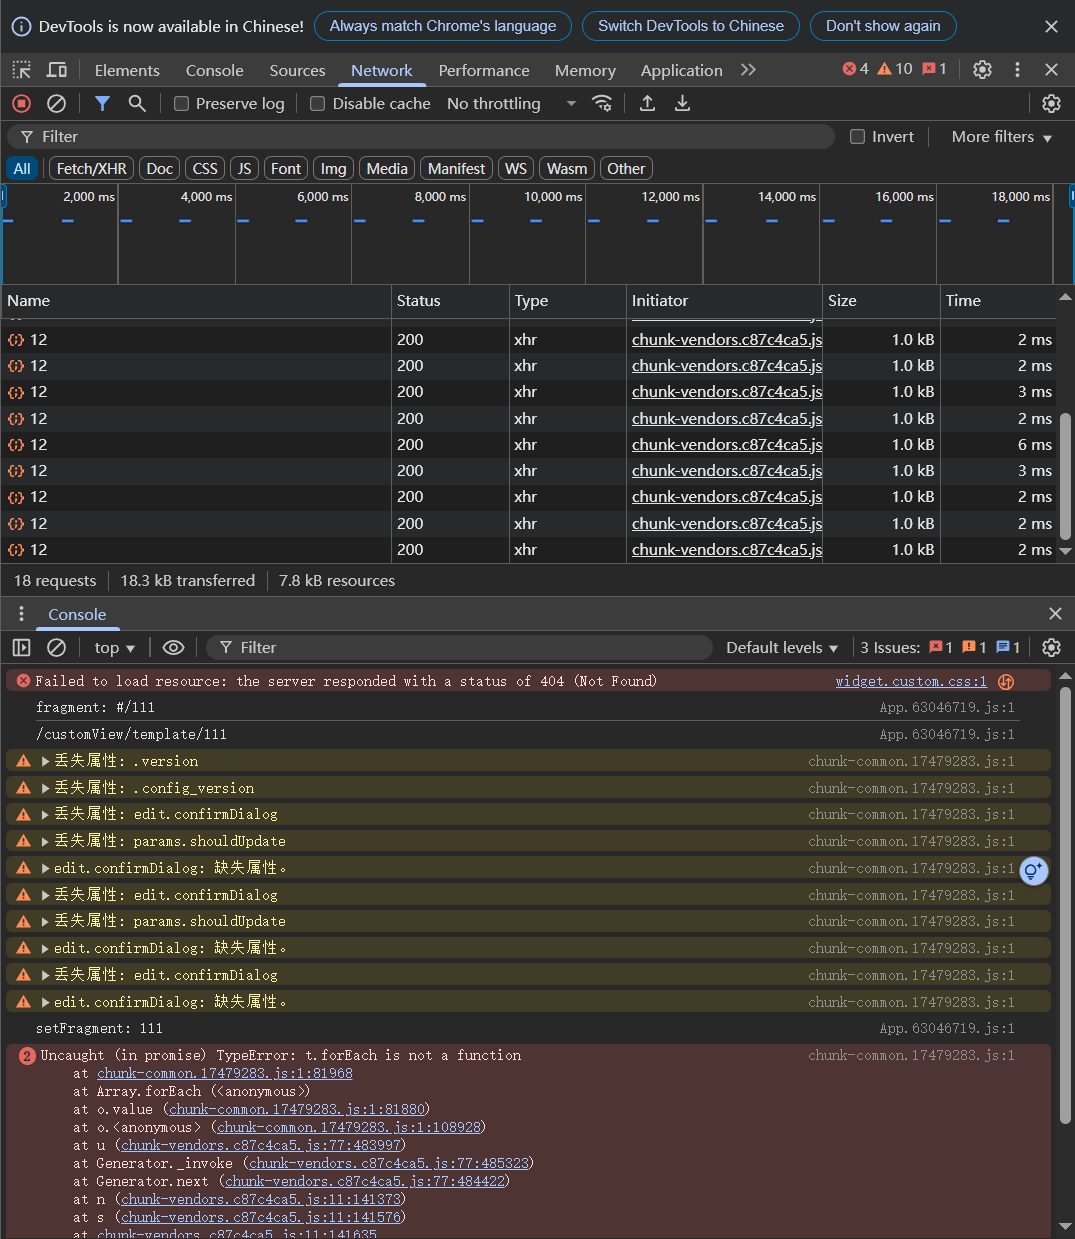 DevTools is now available in Chinese! Always match Chrome's language Switch DevTools to Chinese Don't show again
Elements Console Sources Network Performance Memory Application 4 10 1
Preserve log Disable cache No throttling
Filter Invert More filters
All Fetch/XHR Doc CSS JS Font Img Media Manifest WS Wasm Other
2,000 ms 4,000 ms 6,000 ms 8,000 ms 10,000 ms 12,000 ms 14,000 ms 16,000 ms 18,000 ms
Name Status Type Initiator Size Time
12 200 xhr chunk-vendors.c87c4ca5.js 1.0 kB 2 ms
12 200 xhr chunk-vendors.c87c4ca5.js 1.0 kB 2 ms
12 200 xhr chunk-vendors.c87c4ca5.js 1.0 kB 3 ms
12 200 xhr chunk-vendors.c87c4ca5.js 1.0 kB 2 ms
12 200 xhr chunk-vendors.c87c4ca5.js 1.0 kB 6 ms
12 200 xhr chunk-vendors.c87c4ca5.js 1.0 kB 3 ms
12 200 xhr chunk-vendors.c87c4ca5.js 1.0 kB 2 ms
12 200 xhr chunk-vendors.c87c4ca5.js 1.0 kB 2 ms
12 200 xhr chunk-vendors.c87c4ca5.js 1.0 kB 2 ms
18 requests 18.3 kB transferred 7.8 kB resources
Console
top Filter Default levels 3 Issues: 1 1 1
Failed to load resource: the server responded with a status of 404 (Not Found) widget.custom.css:1
fragment: #/111 App.63046719.js:1
/customView/template/111 App.63046719.js:1
丢失属性: .version chunk-common.17479283.js:1
丢失属性: .config_version chunk-common.17479283.js:1
丢失属性: edit.confirmDialog chunk-common.17479283.js:1
丢失属性: params.shouldUpdate chunk-common.17479283.js:1
edit.confirmDialog: 缺失属性。 chunk-common.17479283.js:1
丢失属性: edit.confirmDialog chunk-common.17479283.js:1
丢失属性: params.shouldUpdate chunk-common.17479283.js:1
edit.confirmDialog: 缺失属性。 chunk-common.17479283.js:1
丢失属性: edit.confirmDialog chunk-common.17479283.js:1
edit.confirmDialog: 缺失属性。 chunk-common.17479283.js:1
setFragment: 111 App.63046719.js:1
2 Uncaught (in promise) TypeError: t.forEach is not a function chunk-common.17479283.js:1
at chunk-common.17479283.js:1:81968
at Array.forEach (<anonymous>)
at o.value (chunk-common.17479283.js:1:81880)
at o.<anonymous> (chunk-common.17479283.js:1:108928)
at u (chunk-vendors.c87c4ca5.js:77:483997)
at Generator._invoke (chunk-vendors.c87c4ca5.js:77:485323)
at Generator.next (chunk-vendors.c87c4ca5.js:77:484422)
at n (chunk-vendors.c87c4ca5.js:11:141373)
at s (chunk-vendors.c87c4ca5.js:11:141576)
at chunk-vendors.c87c4ca5.js:11:141635